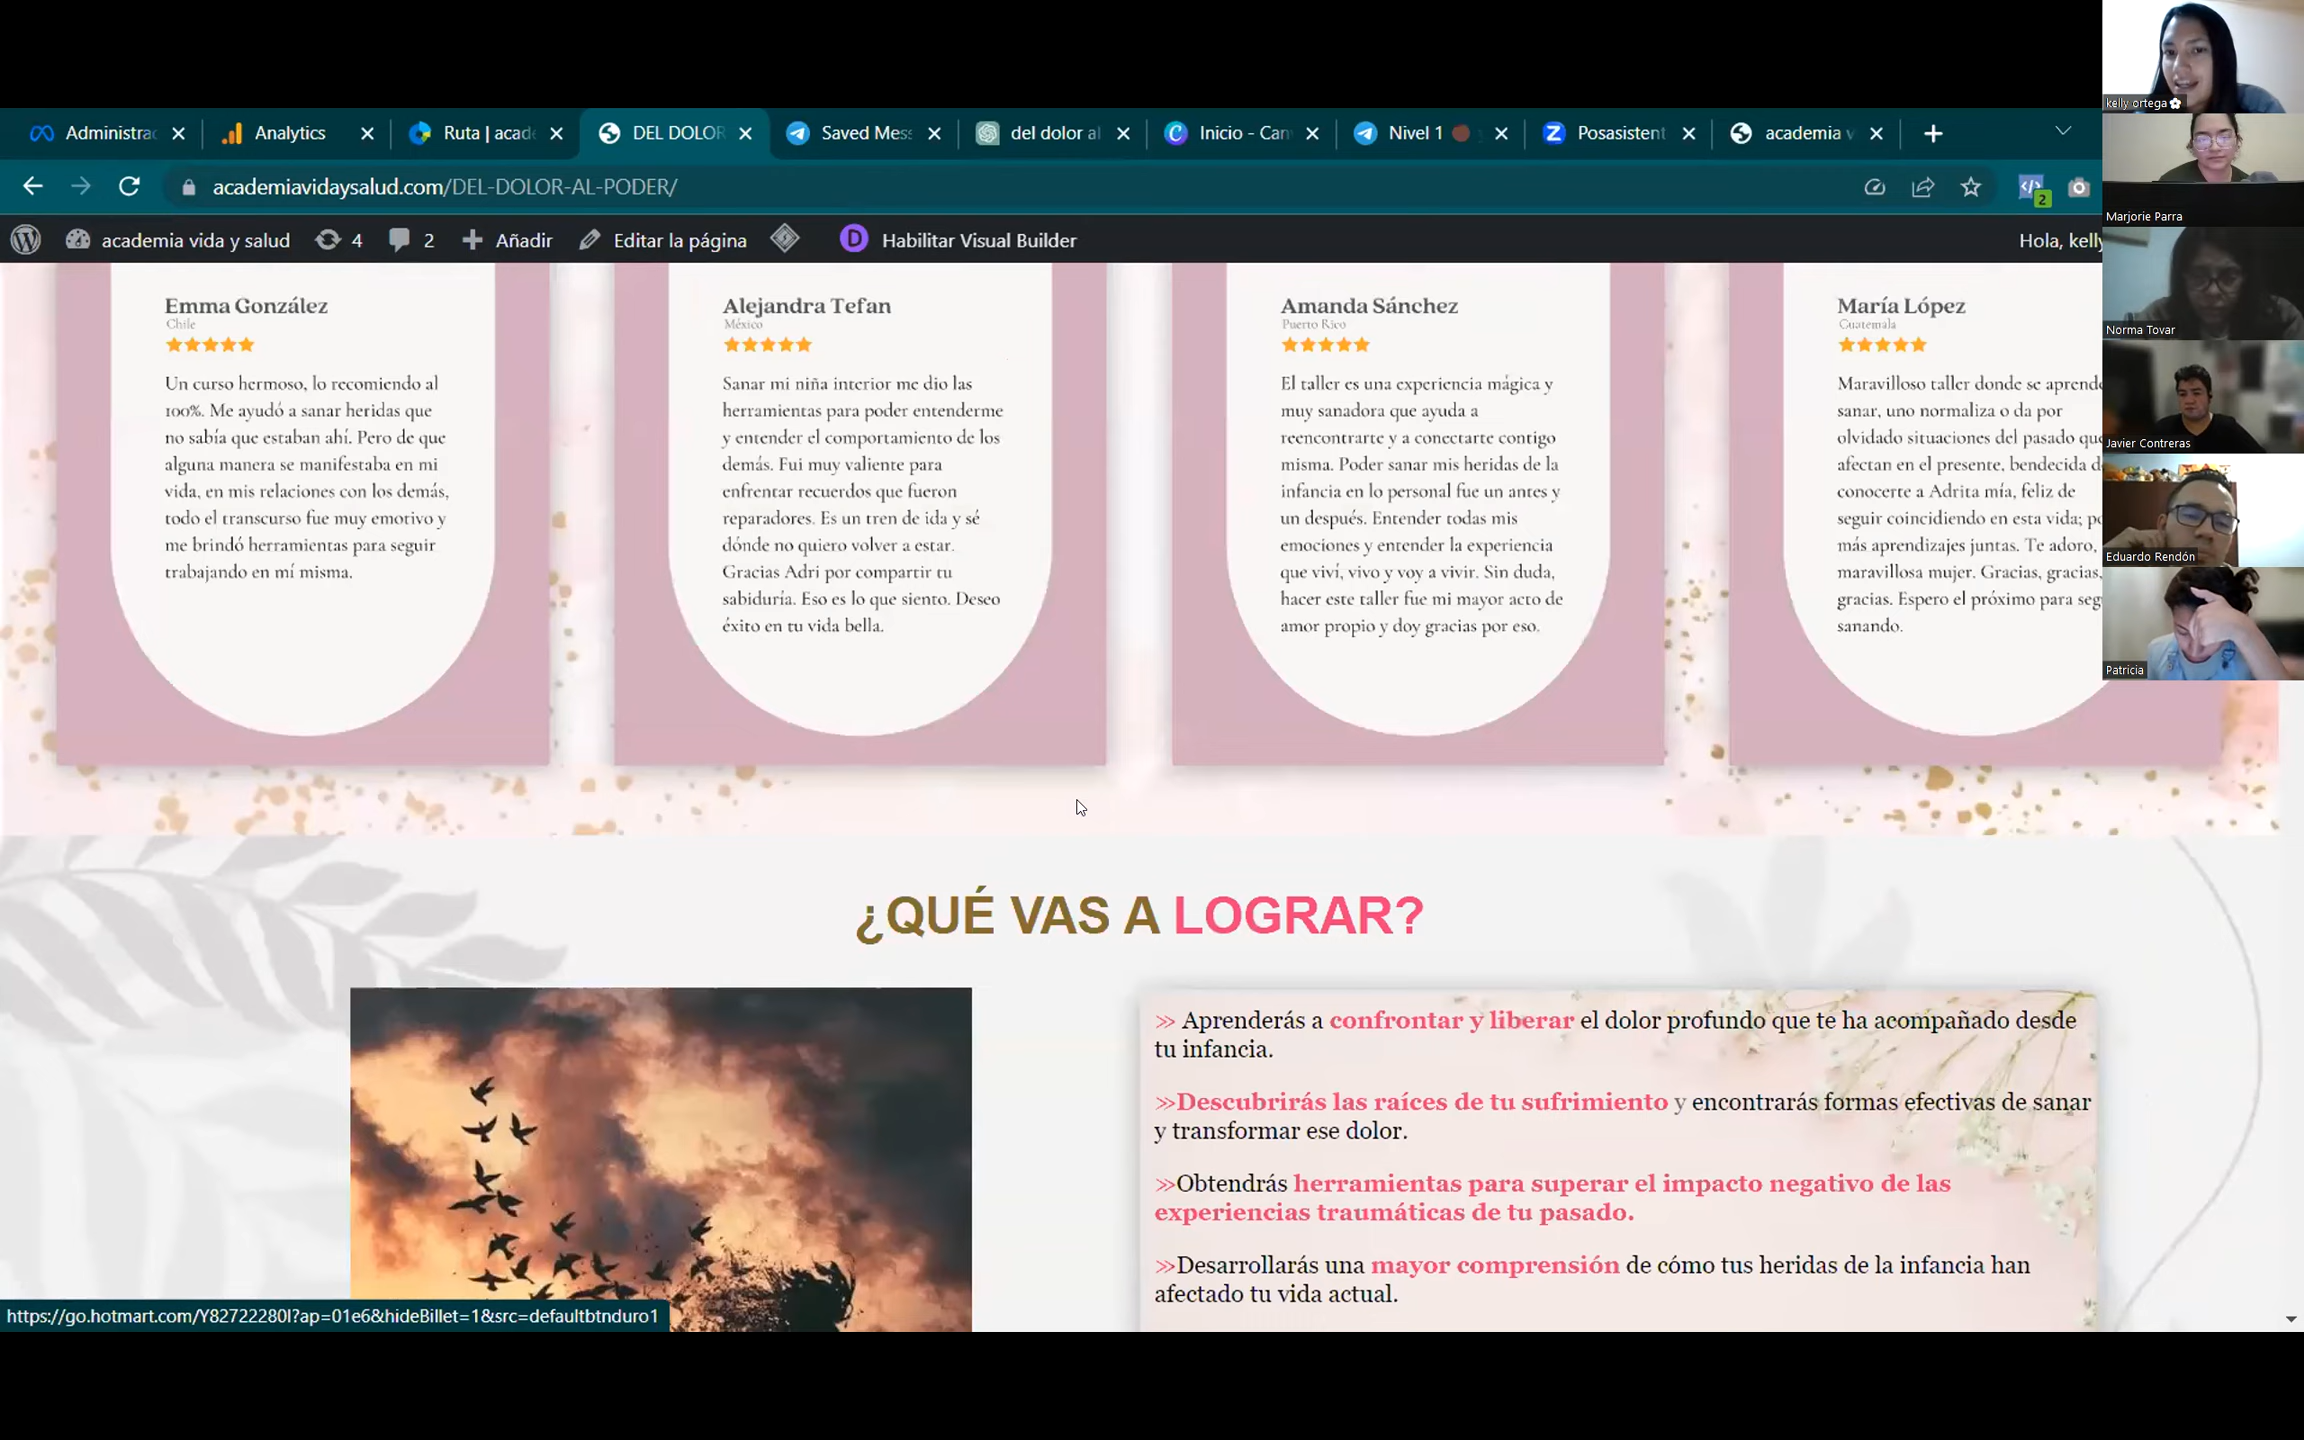 Administrac
Analytics
Ruta | acade
DEL DOLOR
Saved Mess
del dolor al
Inicio - Can
Nivel 1
Posasistent
academia v
academiavidaysalud.com/DEL-DOLOR-AL-PODER/
2
academia vida y salud
4
2
Añadir
Editar la página
D
Habilitar Visual Builder
Hola, kelly
kelly ortega
Marjorie Parra
Norma Tovar
Javier Contreras
Eduardo Rendón
Patricia
Emma González
Chile
Un curso hermoso, lo recomiendo al
100%. Me ayudó a sanar heridas que
no sabía que estaban ahí. Pero de que
alguna manera se manifestaba en mi
vida, en mis relaciones con los demás,
todo el transcurso fue muy emotivo y
me brindó herramientas para seguir
trabajando en mí misma.
Alejandra Tefan
México
Sanar mi niña interior me dio las
herramientas para poder entenderme
y entender el comportamiento de los
demás. Fui muy valiente para
enfrentar recuerdos que fueron
reparadores. Es un tren de ida y sé
dónde no quiero volver a estar.
Gracias Adri por compartir tu
sabiduría. Eso es lo que siento. Deseo
éxito en tu vida bella.
Amanda Sánchez
Puerto Rico
El taller es una experiencia mágica y
muy sanadora que ayuda a
reencontrarte y a conectarte contigo
misma. Poder sanar mis heridas de la
infancia en lo personal fue un antes y
un después. Entender todas mis
emociones y entender la experiencia
que viví, vivo y voy a vivir. Sin duda,
hacer este taller fue mi mayor acto de
amor propio y doy gracias por eso.
María López
Guatemala
Maravilloso taller donde se aprend
sanar, uno normaliza o da por
olvidado situaciones del pasado que
afectan en el presente, bendecida d
conocerte a Adrita mía, feliz de
seguir coincidiendo en esta vida; p
más aprendizajes juntas. Te adoro,
maravillosa mujer. Gracias, gracias,
gracias. Espero el próximo para seg
sanando.
¿QUÉ VAS A LOGRAR?
>> Aprenderás a confrontar y liberar el dolor profundo que te ha acompañado desde
tu infancia.
>>Descubrirás las raíces de tu sufrimiento y encontrarás formas efectivas de sanar
y transformar ese dolor.
>>Obtendrás herramientas para superar el impacto negativo de las
experiencias traumáticas de tu pasado.
>>Desarrollarás una mayor comprensión de cómo tus heridas de la infancia han
afectado tu vida actual.
https://go.hotmart.com/Y82722280I?ap=01e6&hideBillet=1&src=defaultbtnduro1